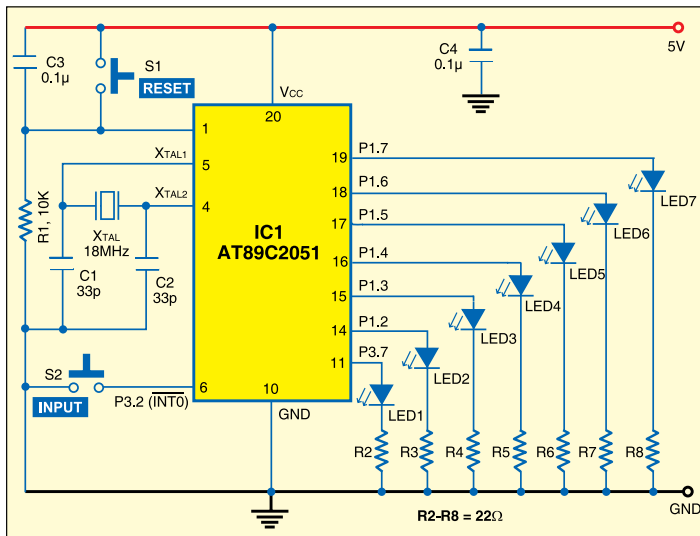 5V
C3
0.1µ
S1
RESET
C4
0.1µ
VCC
20
1
XTAL1
5
XTAL2
4
R1, 10K
XTAL
18MHz
C1
33p
C2
33p
IC1
AT89C2051
19
P1.7
LED7
18
P1.6
LED6
17
P1.5
LED5
16
P1.4
LED4
15
P1.3
LED3
14
P1.2
LED2
11
P3.7
LED1
S2
INPUT
P3.2 (INT0)
6
10
GND
R2
R3
R4
R5
R6
R7
R8
R2-R8 = 22Ω
GND